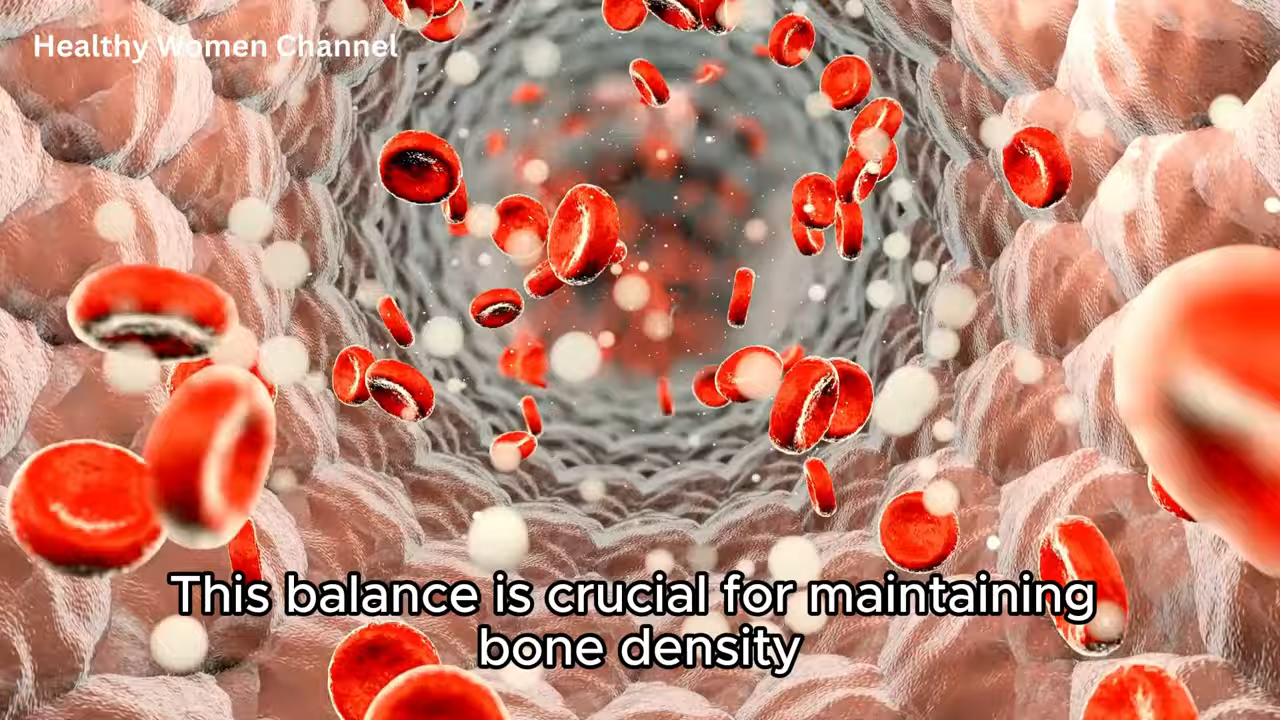 Healthy Women Channel
This balance is crucial for maintaining
bone density